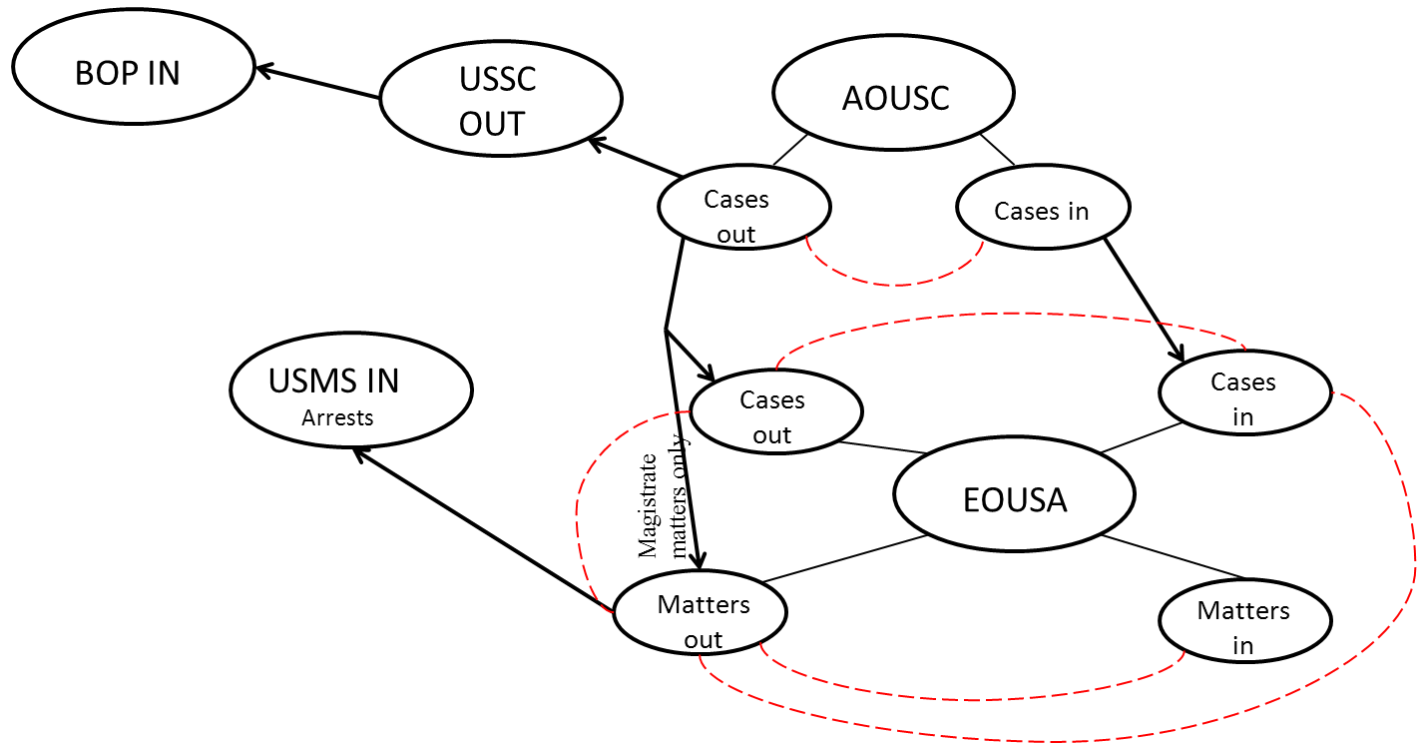 BOP IN
USSC
OUT
AOUSC
Cases
out
Cases in
USMS IN
Arrests
Cases
out
Cases
in
Magistrate
matters only
EOUSA
Matters
out
Matters
in